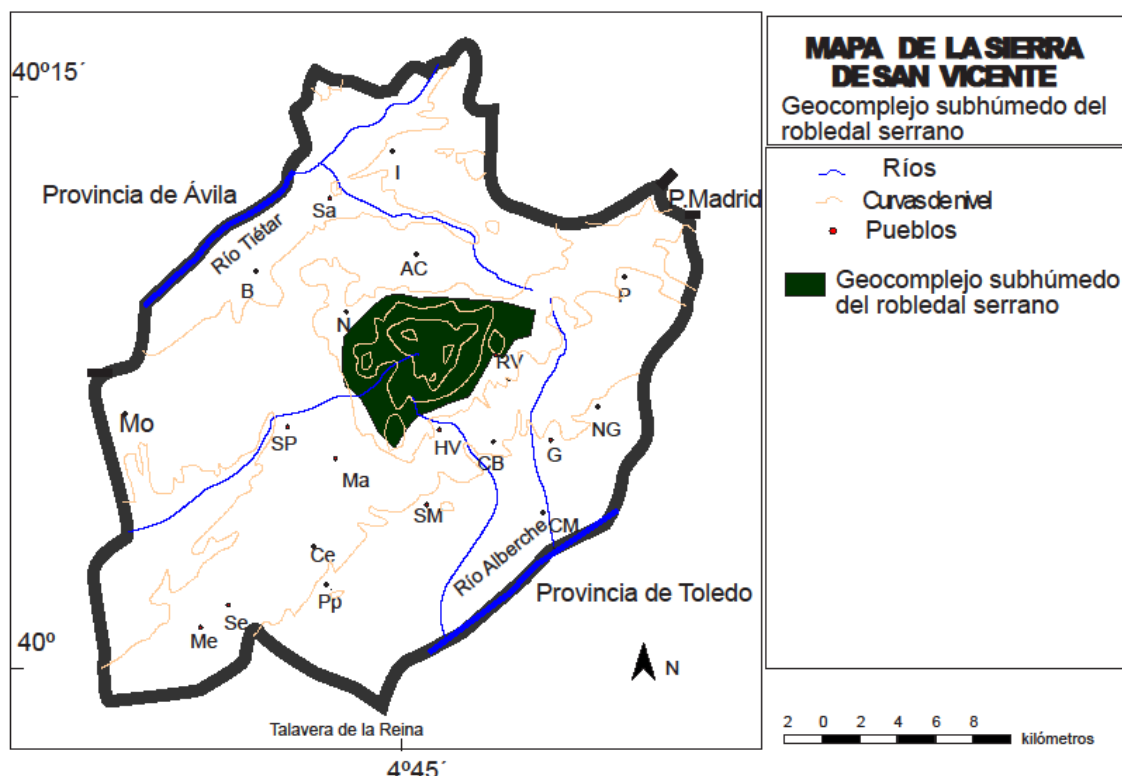 MAPA DE LA SIERRA
DE SAN VICENTE
Geocomplejo subhúmedo del
robledal serrano
Ríos
Curvas de nivel
Pueblos
Geocomplejo subhúmedo
del robledal serrano
40º15´
I
Provincia de Ávila
Sa
P.Madrid
Río Tiétar
AC
B
P
N
RV
Mo
NG
SP
HV
CB
G
Ma
SM
CM
Río Alberche
Ce
Pp
Provincia de Toledo
Se
Me
40º
N
Talavera de la Reina
4º45´
2 0 2 4 6 8
kilómetros